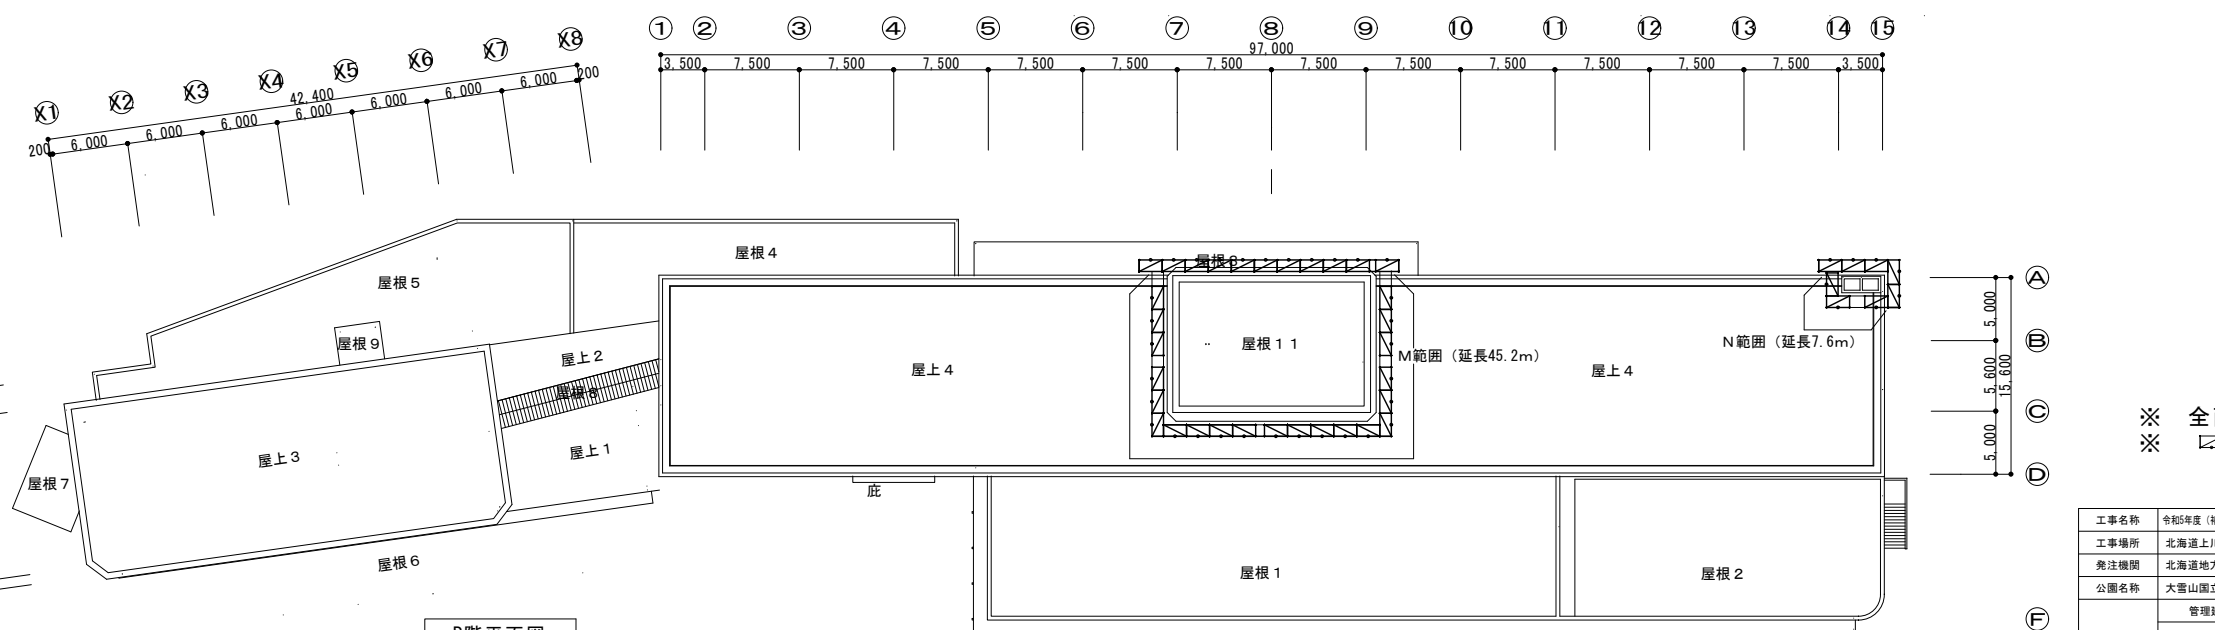 ① ② ③ ④ ⑤ ⑥ ⑦ ⑧ ⑨ ⑩ ⑪ ⑫ ⑬ ⑭ ⑮
97,000
3,500 7,500 7,500 7,500 7,500 7,500 7,500 7,500 7,500 7,500 7,500 7,500 7,500 3,500
X1 X2 X3 X4 X5 X6 X7 X8
42,400
200 6,000 6,000 6,000 6,000 6,000 6,000 6,000 200
屋根4
屋根5
屋根9
屋上2
屋上3
屋上1
屋根7
屋根6
屋上4
庇
屋根11
M範囲（延長45.2m）
N範囲（延長7.6m）
屋上4
屋根1
屋根2
A
5,000
B
5,600
15,600
C
5,000
D
F
※ 全
※
工事名称 令和5年度
工事場所 北海道上川
発注機関 北海道地方
公園名称 大雪山国立
管理